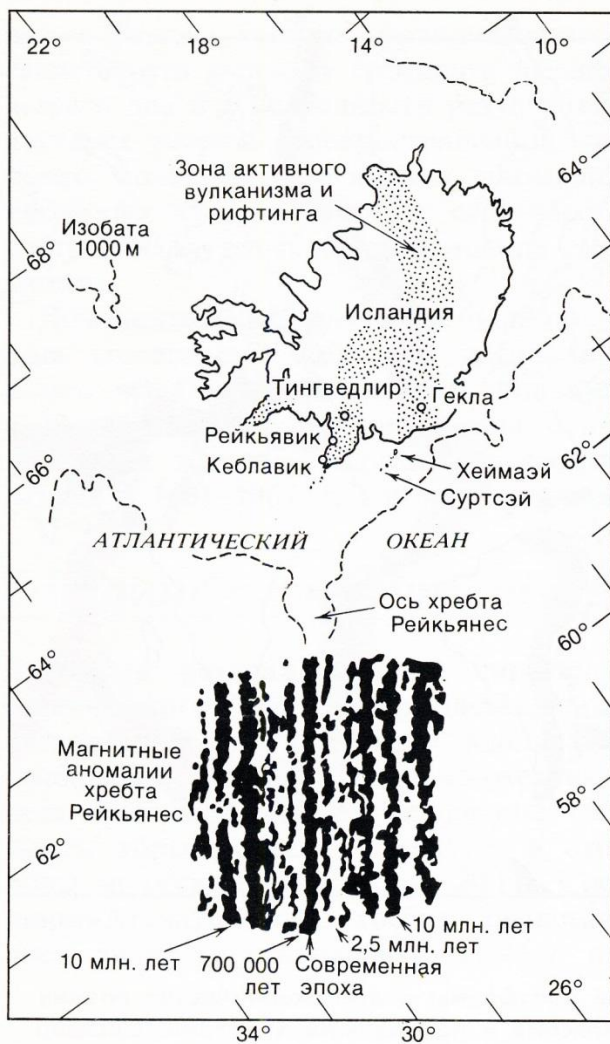 22°
18°
14°
10°
Зона активного
вулканизма и
рифтинга
64°
Изобата
1000 м
68°
Исландия
Тингведлир
Гекла
Рейкьявик
Кеблавик
62°
66°
Хеймаэй
Суртсэй
АТЛАНТИЧЕСКИЙ ОКЕАН
Ось хребта
Рейкьянес
60°
64°
Магнитные
аномалии
хребта
Рейкьянес
58°
62°
10 млн. лет
700 000
лет
Современная
эпоха
2,5 млн. лет
10 млн. лет
26°
34°
30°